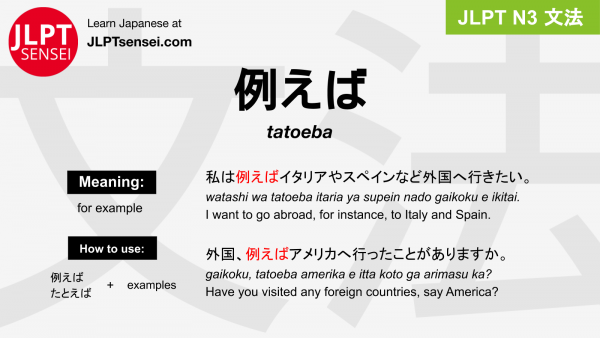 JLPT
SENSEI
Learn Japanese at
JLPTsensei.com
JLPT N3 文法
例えば
tatoeba
Meaning:
for example
How to use:
例えば
たとえば
+ examples
私は例えばイタリアやスペインなど外国へ行きたい。
watashi wa tatoeba itaria ya supein nado gaikoku e ikitai.
I want to go abroad, for instance, to Italy and Spain.
外国、例えばアメリカへ行ったことがありますか。
gaikoku, tatoeba amerika e itta koto ga arimasu ka?
Have you visited any foreign countries, say America?
文法